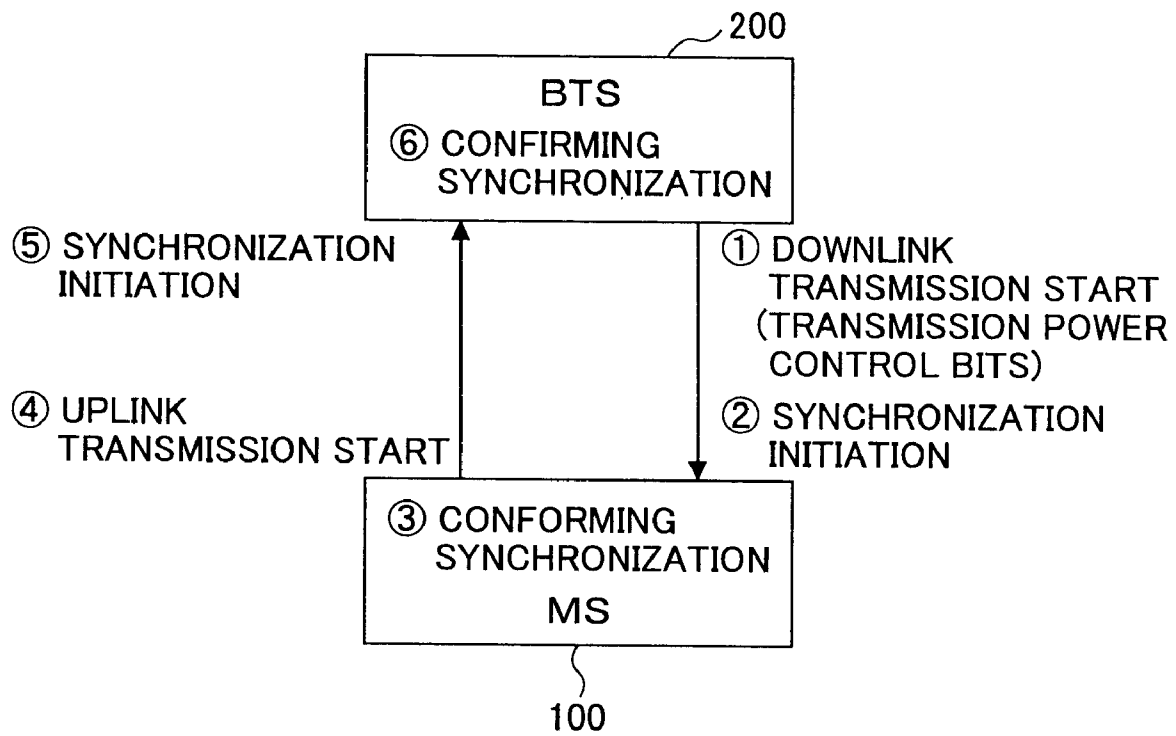 200
BTS
⑥ CONFIRMING
SYNCHRONIZATION
⑤ SYNCHRONIZATION
INITIATION
① DOWNLINK
TRANSMISSION START
(TRANSMISSION POWER
CONTROL BITS)
④ UPLINK
TRANSMISSION START
② SYNCHRONIZATION
INITIATION
③ CONFORMING
SYNCHRONIZATION
MS
100